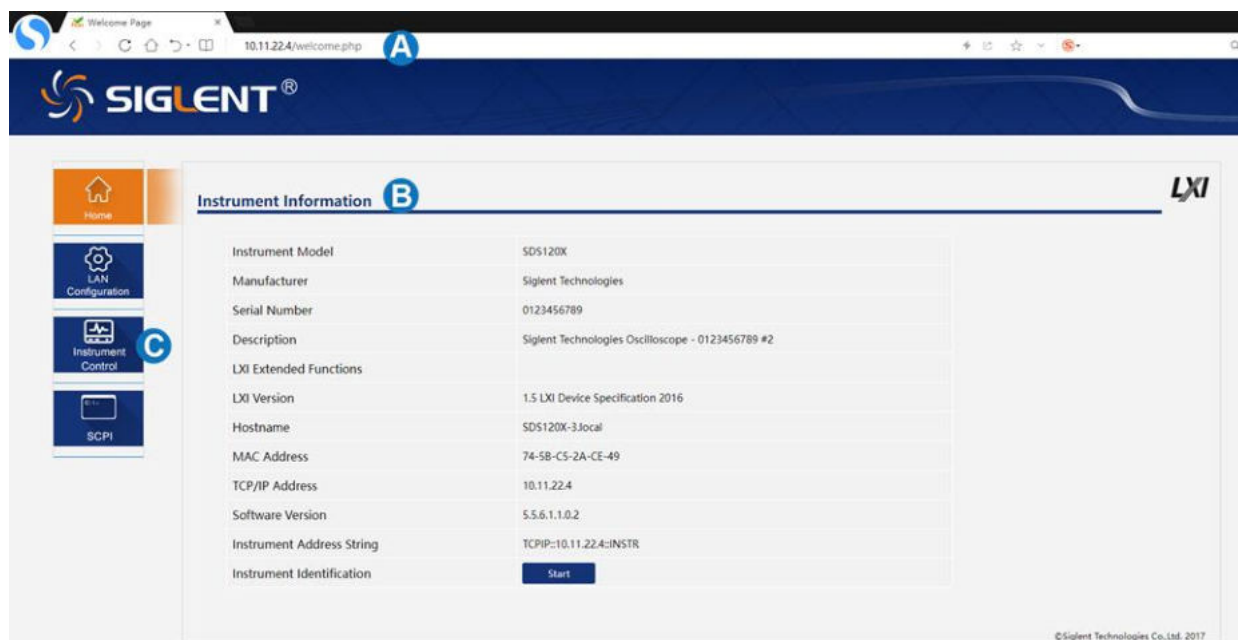 Welcome Page
10.11.22.4/welcome.php A
SIGLENT®
LXI
Home
LAN
Configuration
Instrument
Control
C
SCPI
Instrument Information B
Instrument Model SDS120X
Manufacturer Siglent Technologies
Serial Number 0123456789
Description Siglent Technologies Oscilloscope - 0123456789 #2
LXI Extended Functions
LXI Version 1.5 LXI Device Specification 2016
Hostname SDS120X-3.local
MAC Address 74-5B-C5-2A-CE-49
TCP/IP Address 10.11.22.4
Software Version 5.5.6.1.1.0.2
Instrument Address String TCPIP::10.11.22.4::INSTR
Instrument Identification Start
©Siglent Technologies Co.,Ltd. 2017